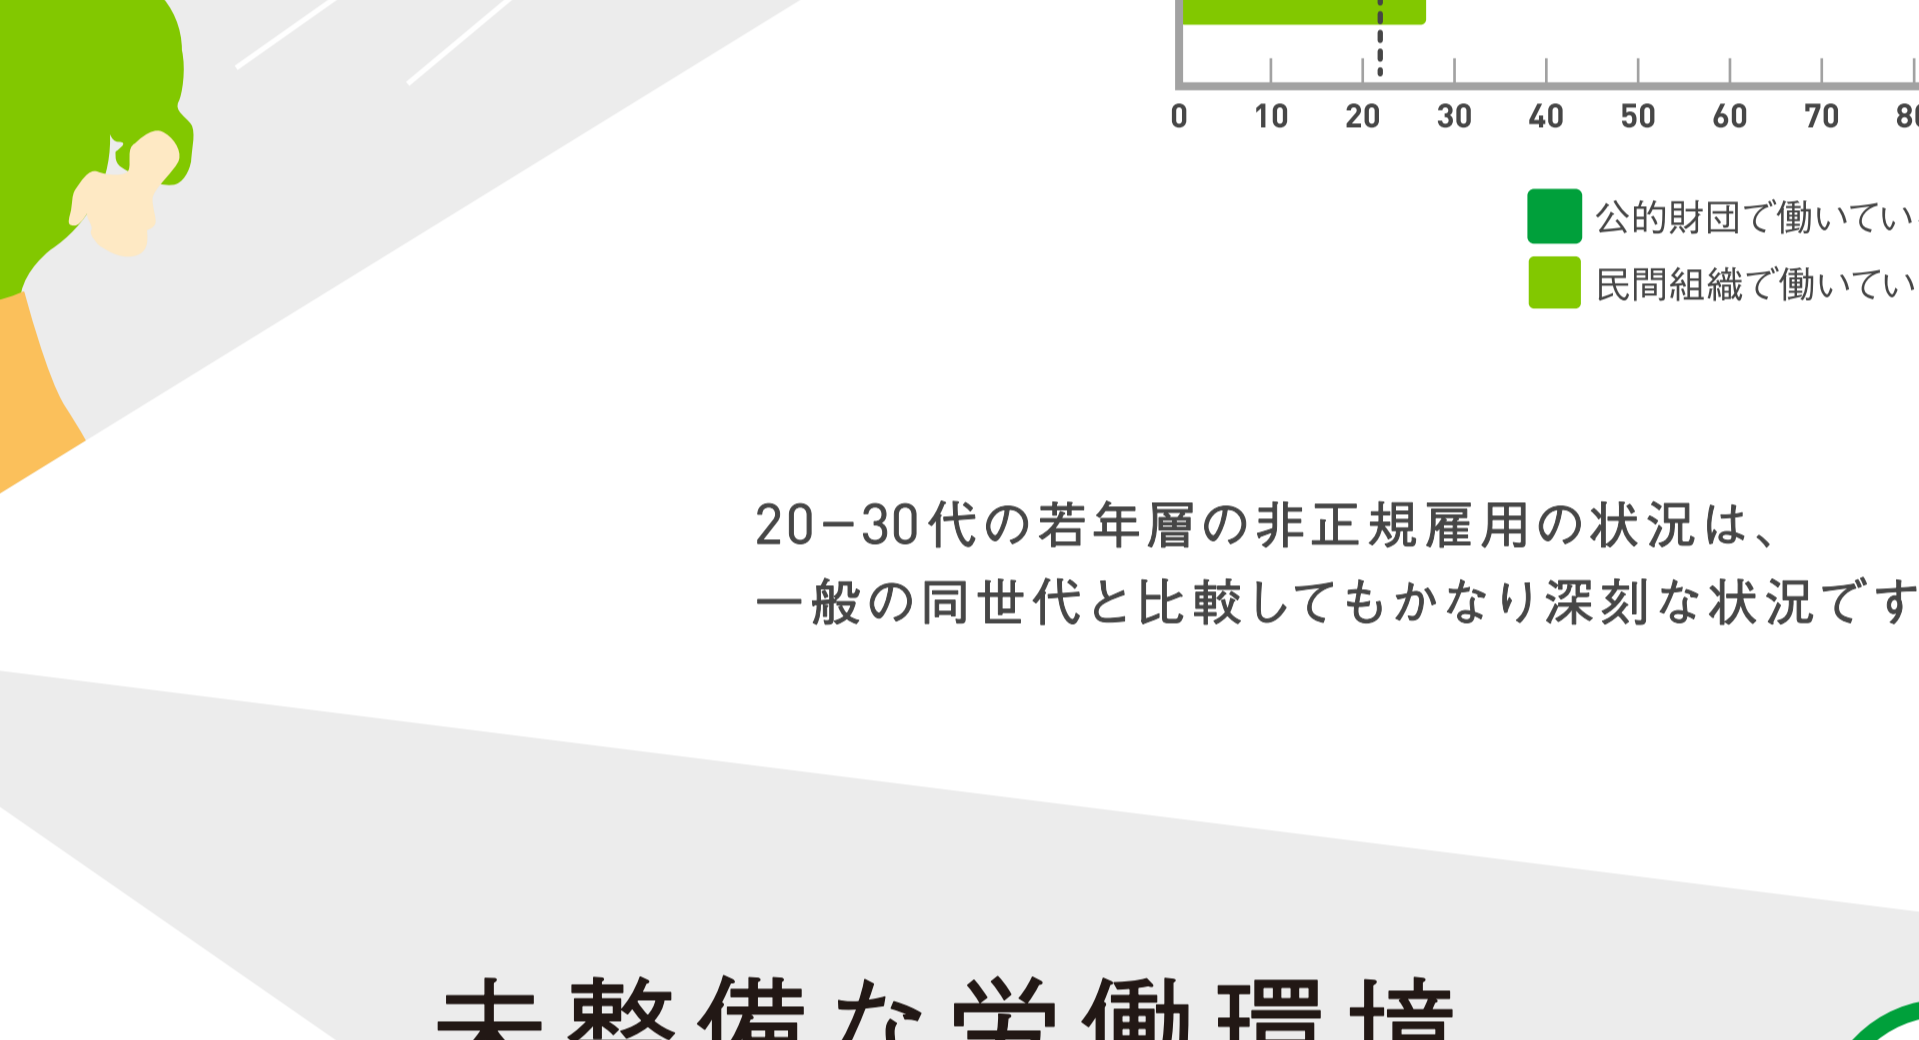 0 10 20 30 40 50 60 70 80
公的財団で働いてい
民間組織で働いてい
20−30代の若年層の非正規雇用の状況は、
一般の同世代と比較してもかなり深刻な状況です
未整備な労働環境